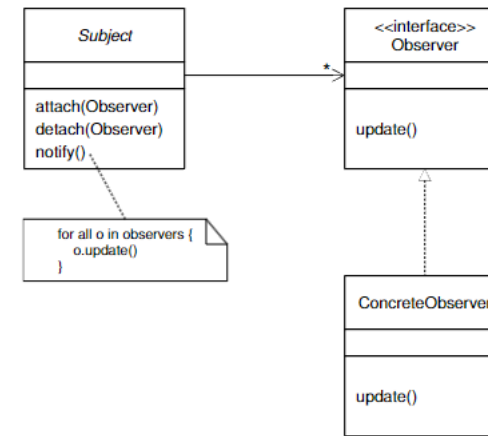 Subject
<<interface>>
Observer
*
attach(Observer)
detach(Observer)
notify()
update()
for all o in observers {
o.update()
}
ConcreteObserver
update()